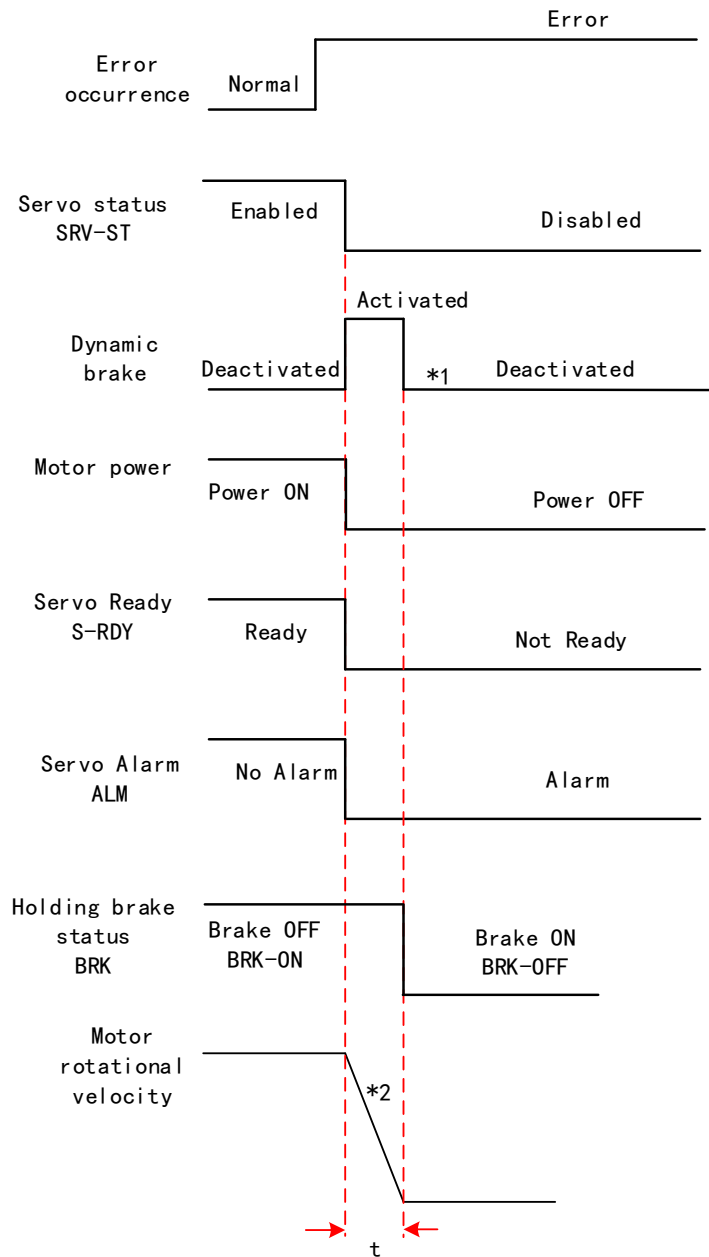 Error
Error
occurrence
Normal
Servo status
SRV-ST
Enabled
Disabled
Activated
Dynamic
brake
Deactivated
*1
Deactivated
Motor power
Power ON
Power OFF
Servo Ready
S-RDY
Ready
Not Ready
Servo Alarm
ALM
No Alarm
Alarm
Holding brake
status
BRK
Brake OFF
BRK-ON
Brake ON
BRK-OFF
Motor
rotational
velocity
*2
t